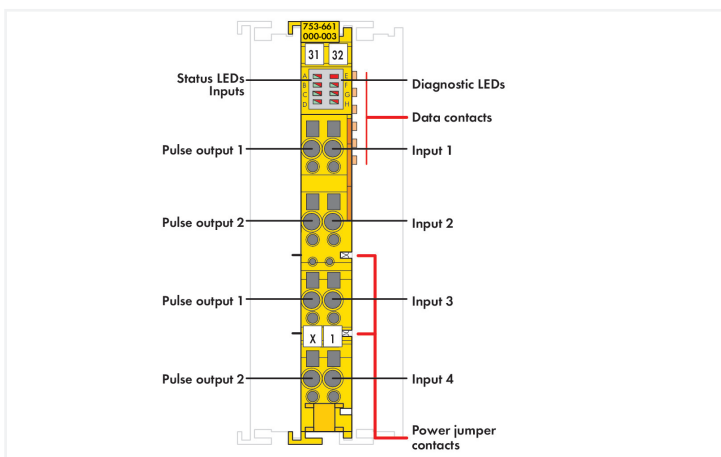 753-661
000-003
31 32
Status LEDs
Inputs
A E
B F
C G
D H
Diagnostic LEDs
Data contacts
Pulse output 1
Input 1
Pulse output 2
Input 2
Pulse output 1
Input 3
X 1
Pulse output 2
Input 4
Power jumper
contacts